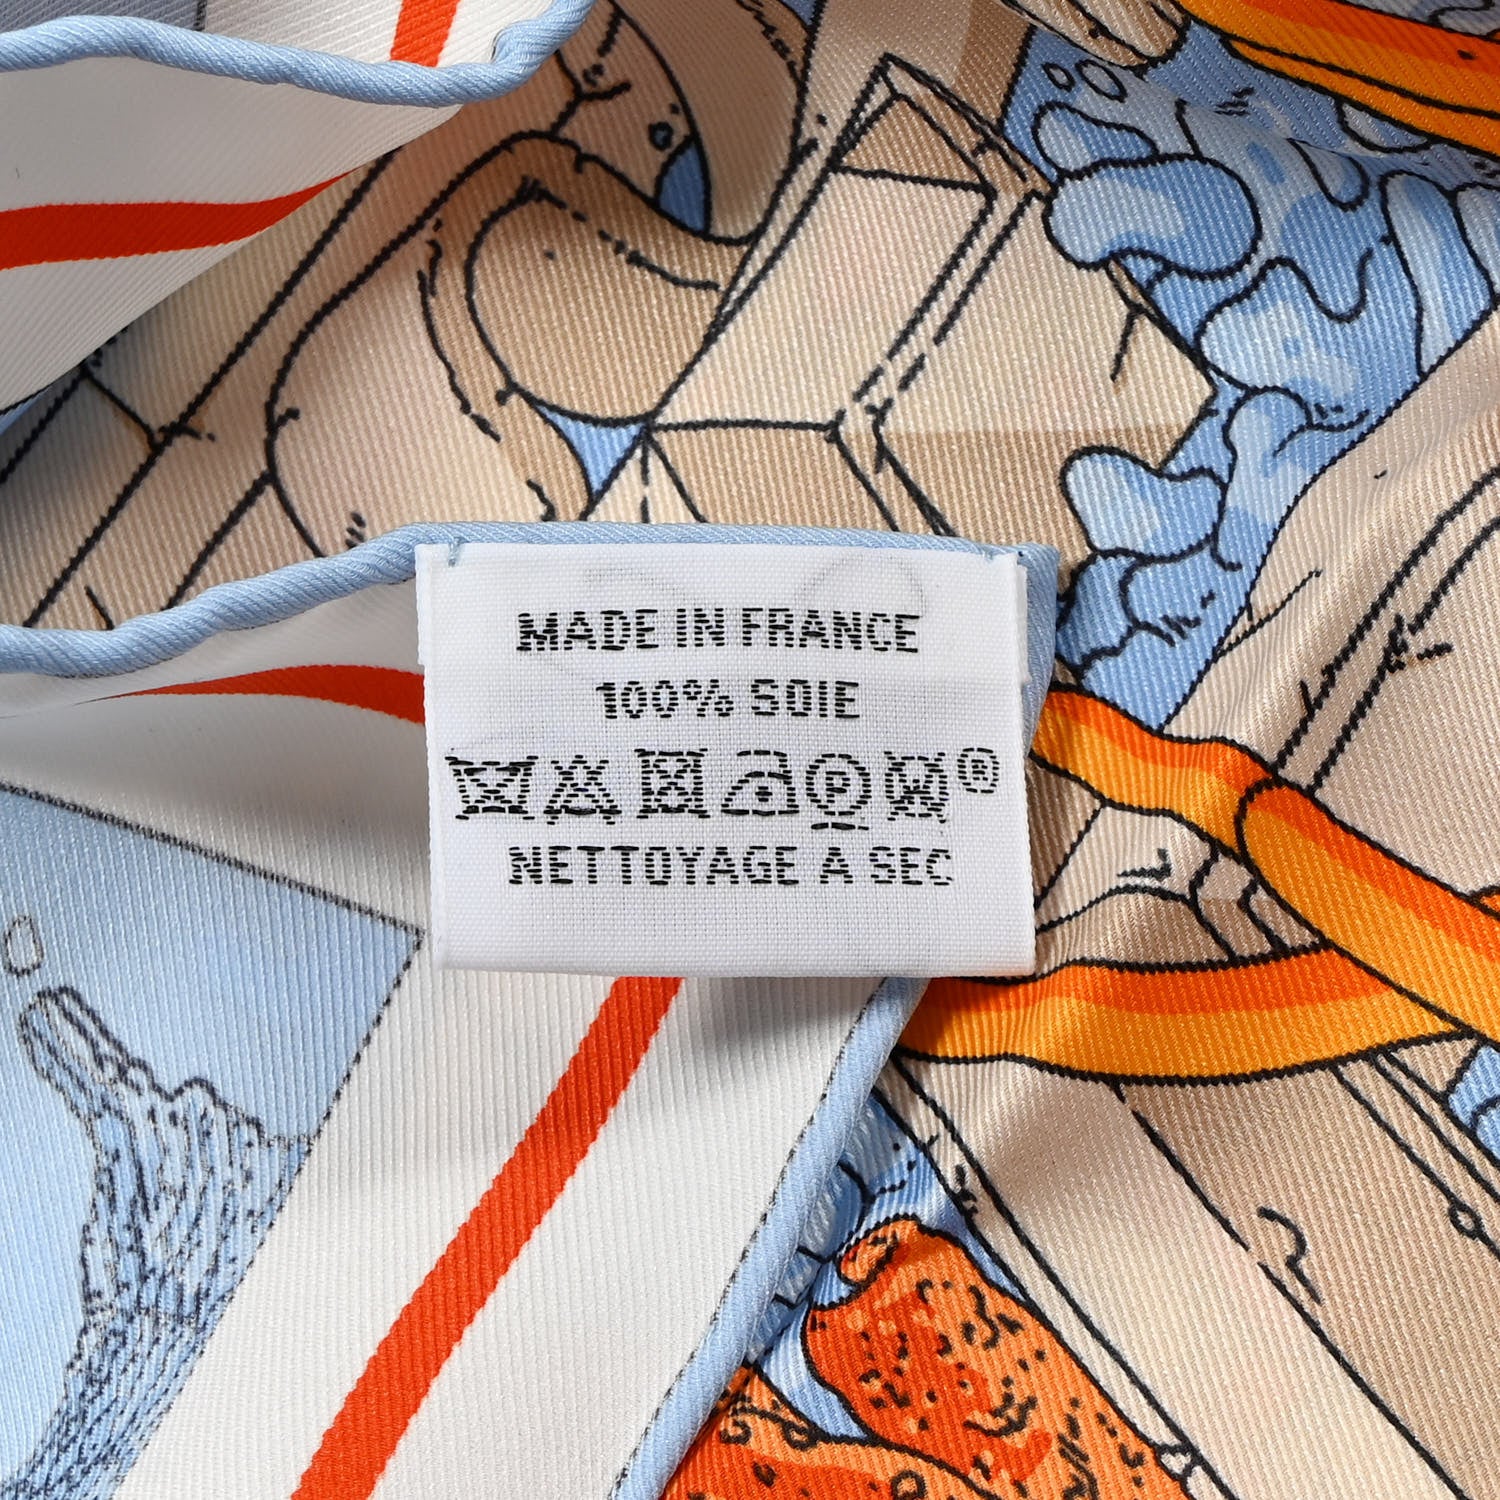 MADE IN FRANCE
100% SOIE
P ®
NETTOYAGE A SEC